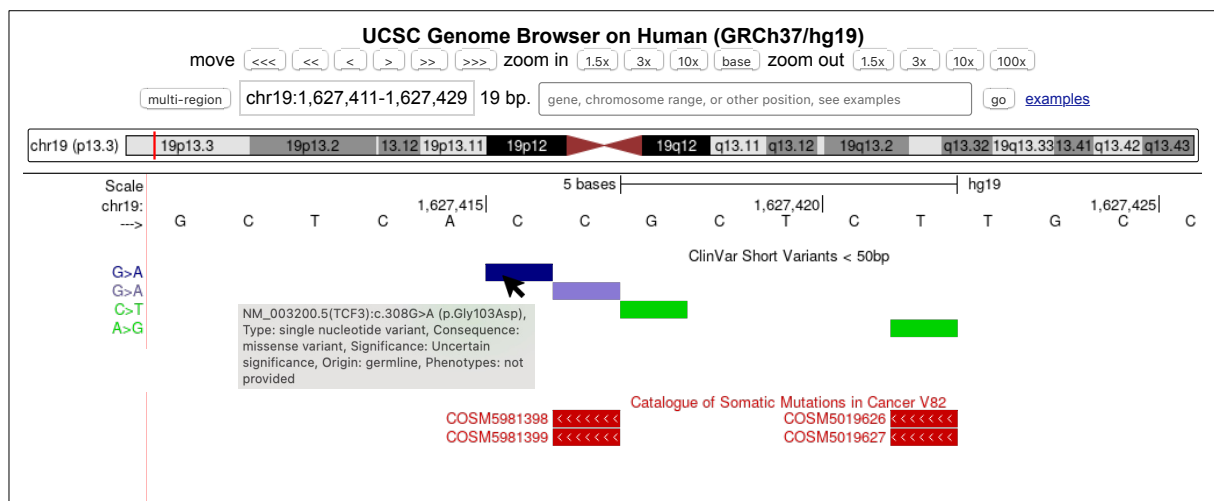 UCSC Genome Browser on Human (GRCh37/hg19)
move <<< << < > >> >>> zoom in 1.5x 3x 10x base zoom out 1.5x 3x 10x 100x
multi-region chr19:1,627,411-1,627,429 19 bp. gene, chromosome range, or other position, see examples go examples
chr19 (p13.3) 19p13.3 19p13.2 13.12 19p13.11 19p12 19q12 q13.11 q13.12 19q13.2 q13.32 19q13.33 13.41 q13.42 q13.43
Scale 5 bases hg19
chr19: 1,627,415 1,627,420 1,627,425
---> G C T C A C C G C T C T T G C C
ClinVar Short Variants < 50bp
G>A
G>A
C>T
A>G
NM_003200.5(TCF3):c.308G>A (p.Gly103Asp),
Type: single nucleotide variant, Consequence:
missense variant, Significance: Uncertain
significance, Origin: germline, Phenotypes: not
provided
Catalogue of Somatic Mutations in Cancer V82
COSM5981398 <<<<<<< COSM5019626 <<<<<<<
COSM5981399 <<<<<<< COSM5019627 <<<<<<<